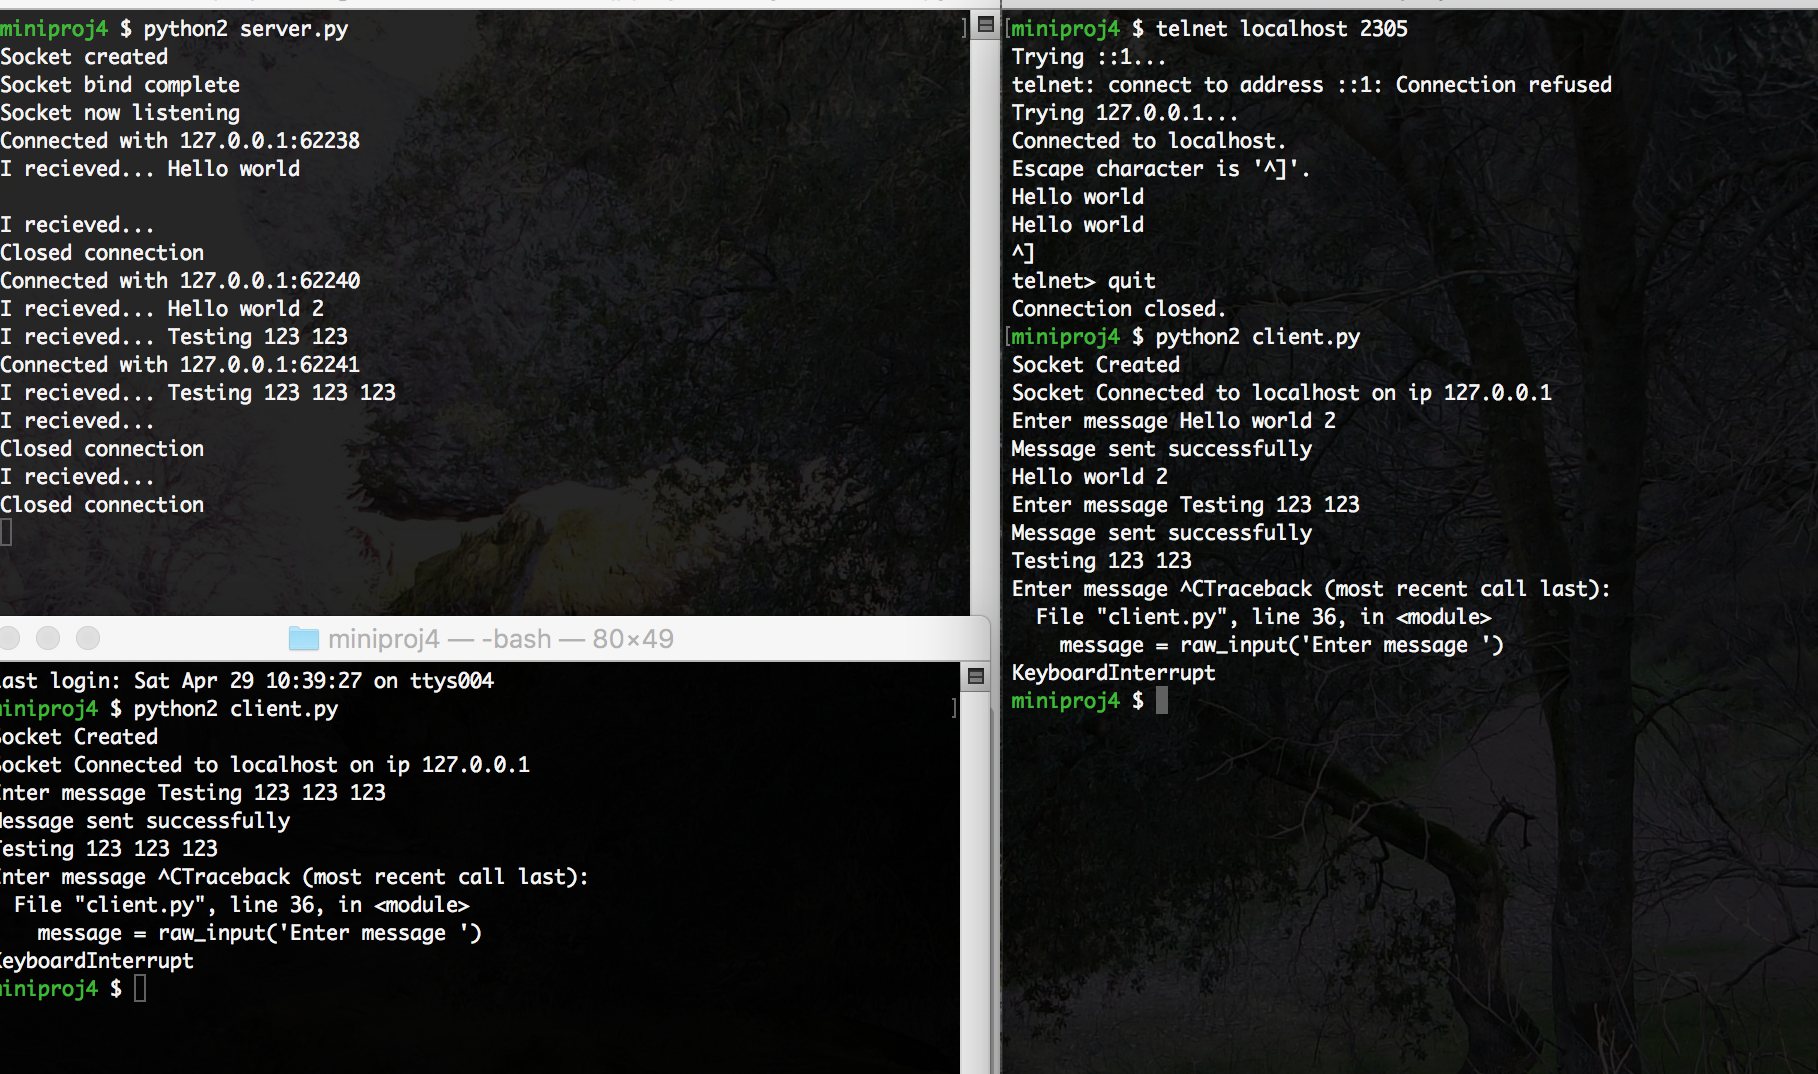 miniproj4 $ python2 server.py
Socket created
Socket bind complete
Socket now listening
Connected with 127.0.0.1:62238
I recieved... Hello world
I recieved...
Closed connection
Connected with 127.0.0.1:62240
I recieved... Hello world 2
I recieved... Testing 123 123
Connected with 127.0.0.1:62241
I recieved... Testing 123 123 123
I recieved...
Closed connection
I recieved...
Closed connection
miniproj4 — -bash — 80×49
ast login: Sat Apr 29 10:39:27 on ttys004
iniproj4 $ python2 client.py
ocket Created
ocket Connected to localhost on ip 127.0.0.1
nter message Testing 123 123 123
essage sent successfully
esting 123 123 123
nter message ^CTraceback (most recent call last):
  File "client.py", line 36, in <module>
    message = raw_input('Enter message ')
eyboardInterrupt
iniproj4 $
[miniproj4 $ telnet localhost 2305
Trying ::1...
telnet: connect to address ::1: Connection refused
Trying 127.0.0.1...
Connected to localhost.
Escape character is '^]'.
Hello world
Hello world
^]
telnet> quit
Connection closed.
[miniproj4 $ python2 client.py
Socket Created
Socket Connected to localhost on ip 127.0.0.1
Enter message Hello world 2
Message sent successfully
Hello world 2
Enter message Testing 123 123
Message sent successfully
Testing 123 123
Enter message ^CTraceback (most recent call last):
  File "client.py", line 36, in <module>
    message = raw_input('Enter message ')
KeyboardInterrupt
miniproj4 $